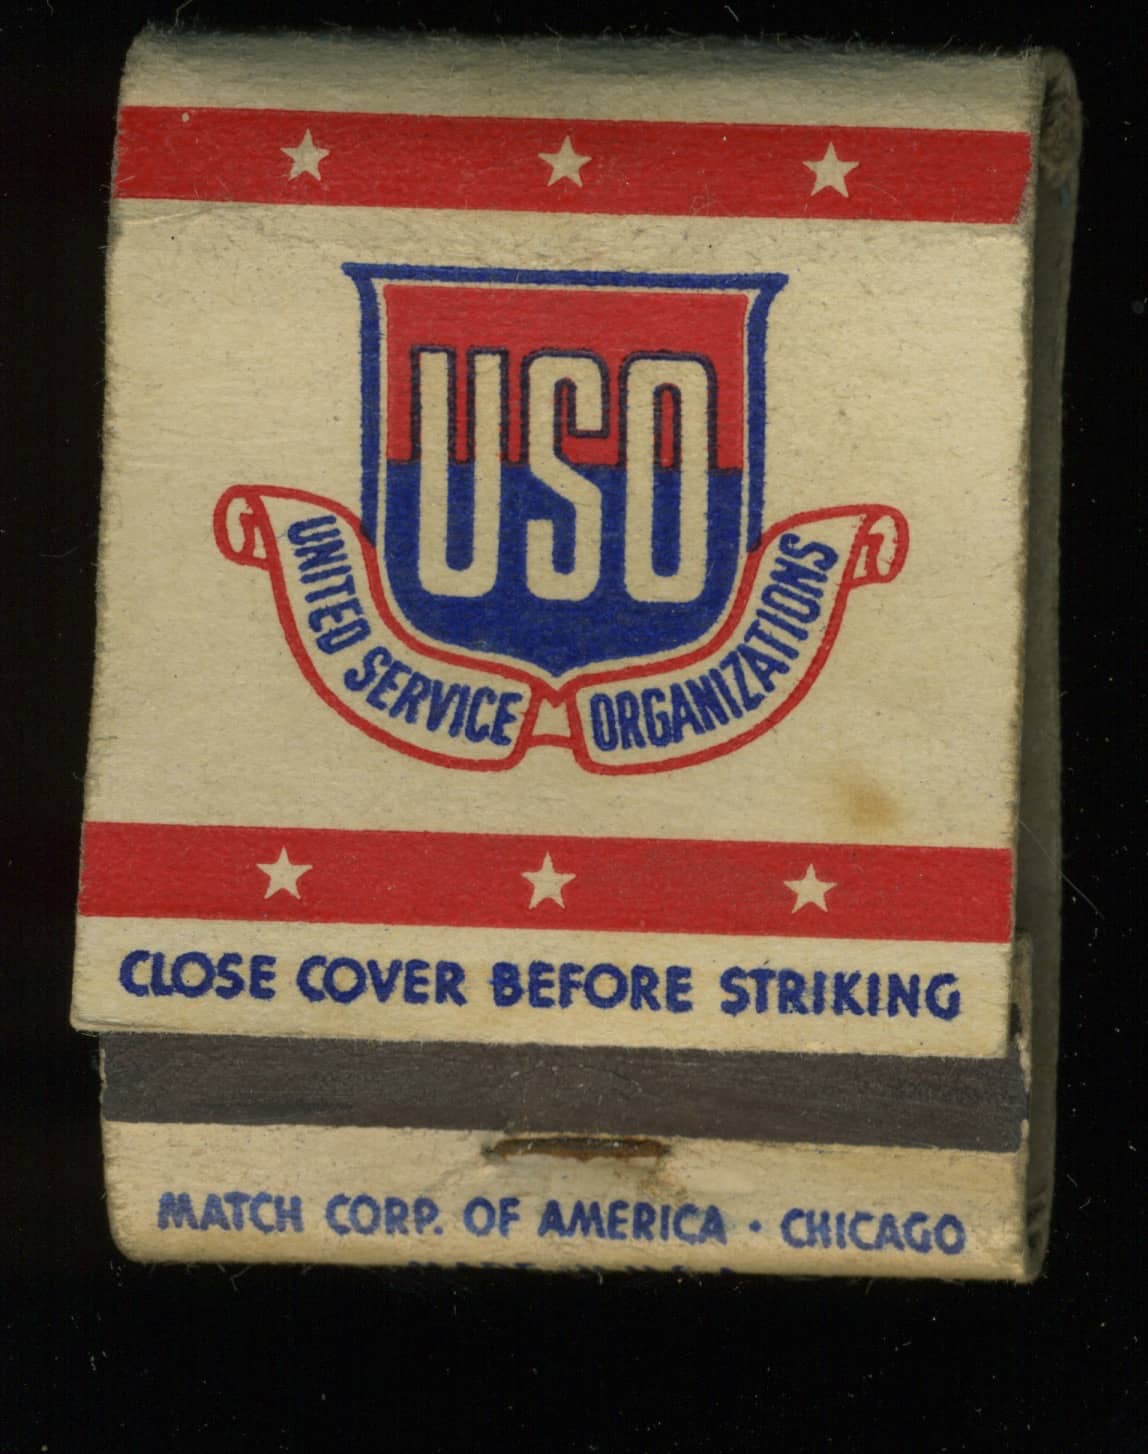 USO
UNITED SERVICE ORGANIZATIONS
CLOSE COVER BEFORE STRIKING
MATCH CORP. OF AMERICA · CHICAGO